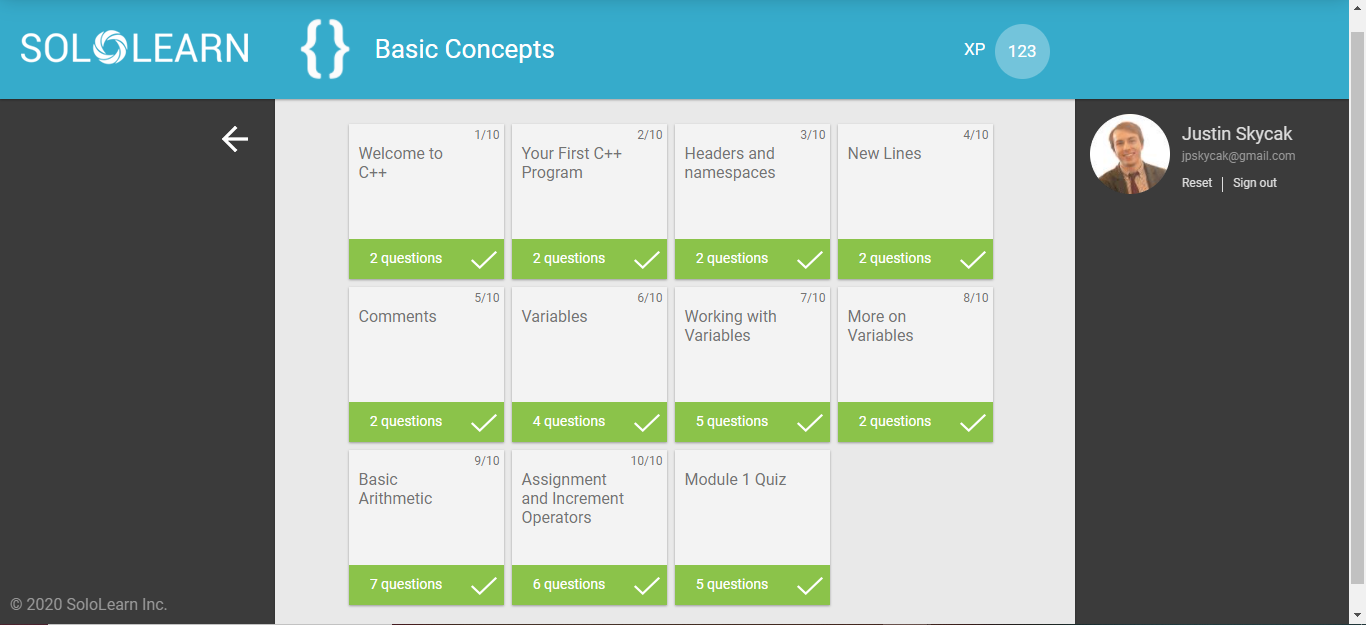 SOLOLEARN
{ }
Basic Concepts
XP 123
Justin Skycak
jpskycak@gmail.com
Reset | Sign out
1/10
Welcome to
C++
2 questions
2/10
Your First C++
Program
2 questions
3/10
Headers and
namespaces
2 questions
4/10
New Lines
2 questions
5/10
Comments
2 questions
6/10
Variables
4 questions
7/10
Working with
Variables
5 questions
8/10
More on
Variables
2 questions
9/10
Basic
Arithmetic
7 questions
10/10
Assignment
and Increment
Operators
6 questions
Module 1 Quiz
5 questions
© 2020 SoloLearn Inc.